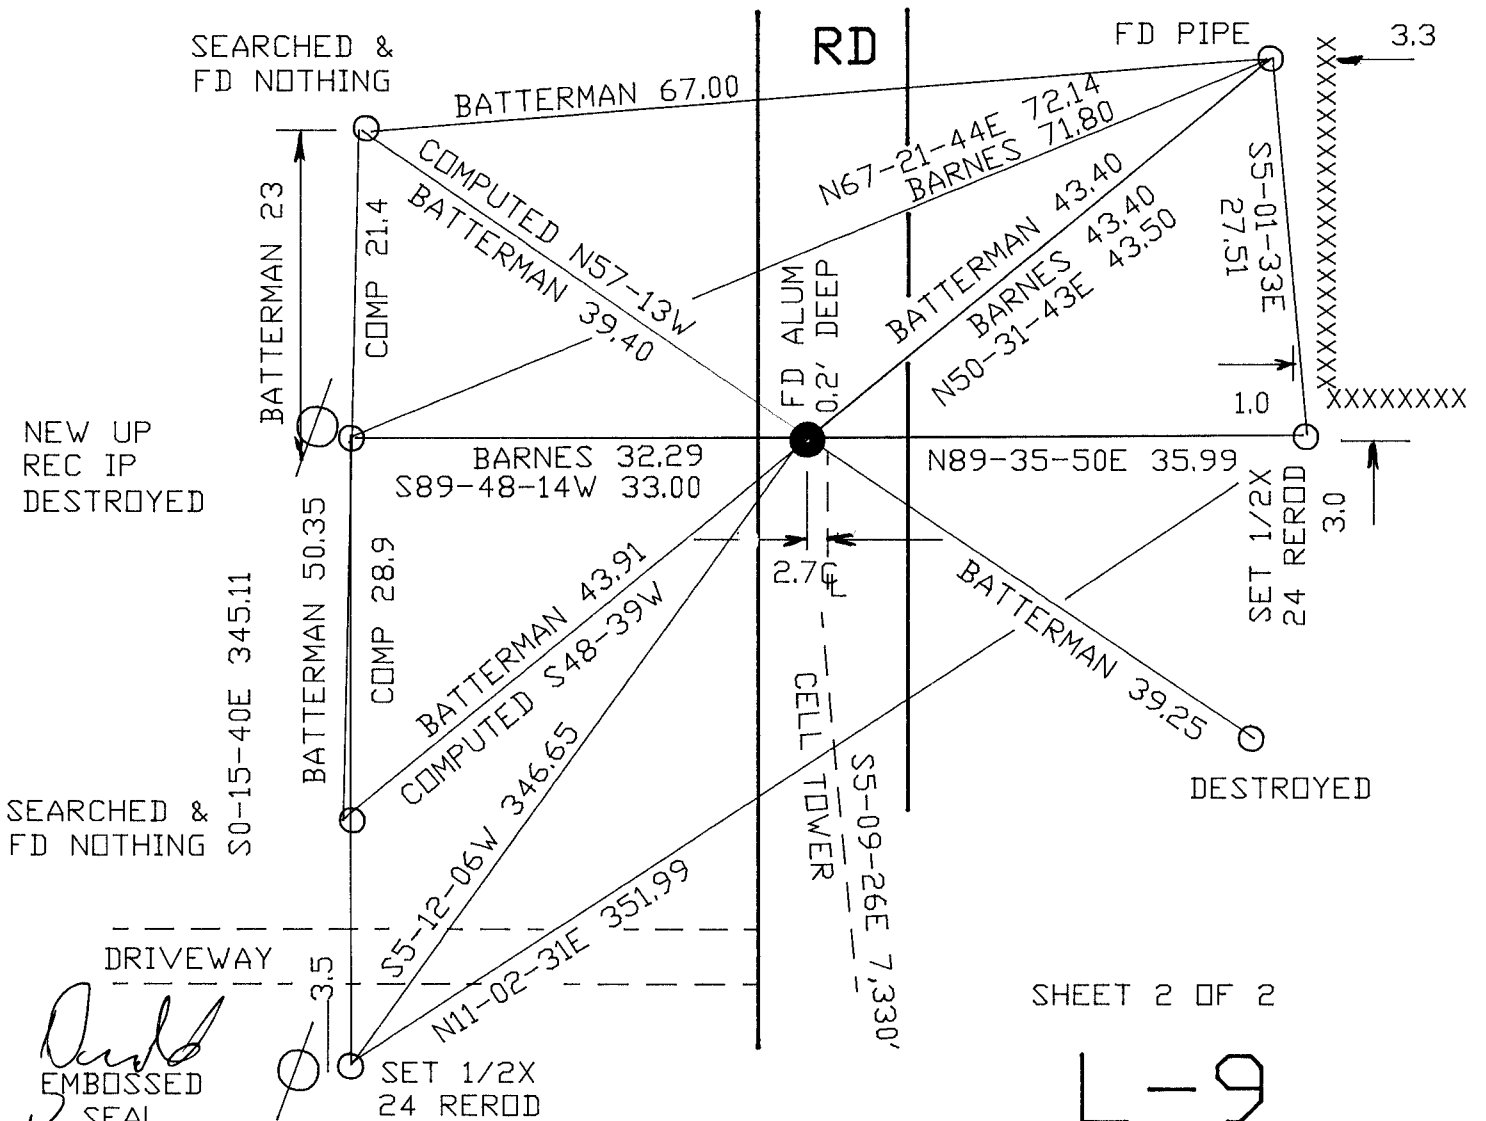 SEARCHED &
FD NOTHING
RD
FD PIPE
3.3
BATTERMAN 67.00
N67-21-44E 72.14
BARNES 71.80
COMPUTED N57-13W
BATTERMAN 39.40
BATTERMAN 23
COMP 21.4
BATTERMAN 43.40
BARNES 43.40
N50-31-43E 43.50
S5-01-33E
27.51
XXXXXXXXXXXXXXXXXXXXXXX
FD ALUM
0.2' DEEP
1.0
XXXXXXXX
NEW UP
REC IP
DESTROYED
BARNES 32.29
S89-48-14W 33.00
N89-35-50E 35.99
SET 1/2X
24 REROD
3.0
BATTERMAN 50.35
COMP 28.9
S0-15-40E 345.11
2.7
CL
BATTERMAN 43.91
COMPUTED S48-39W
BATTERMAN 39.25
DESTROYED
CELL TOWER
S5-09-26E 7,330'
SEARCHED &
FD NOTHING
S5-12-06W 346.65
N11-02-31E 351.99
DRIVEWAY
3.5
SHEET 2 OF 2
EMBOSSED
SEAL
SET 1/2X
24 REROD
L-9